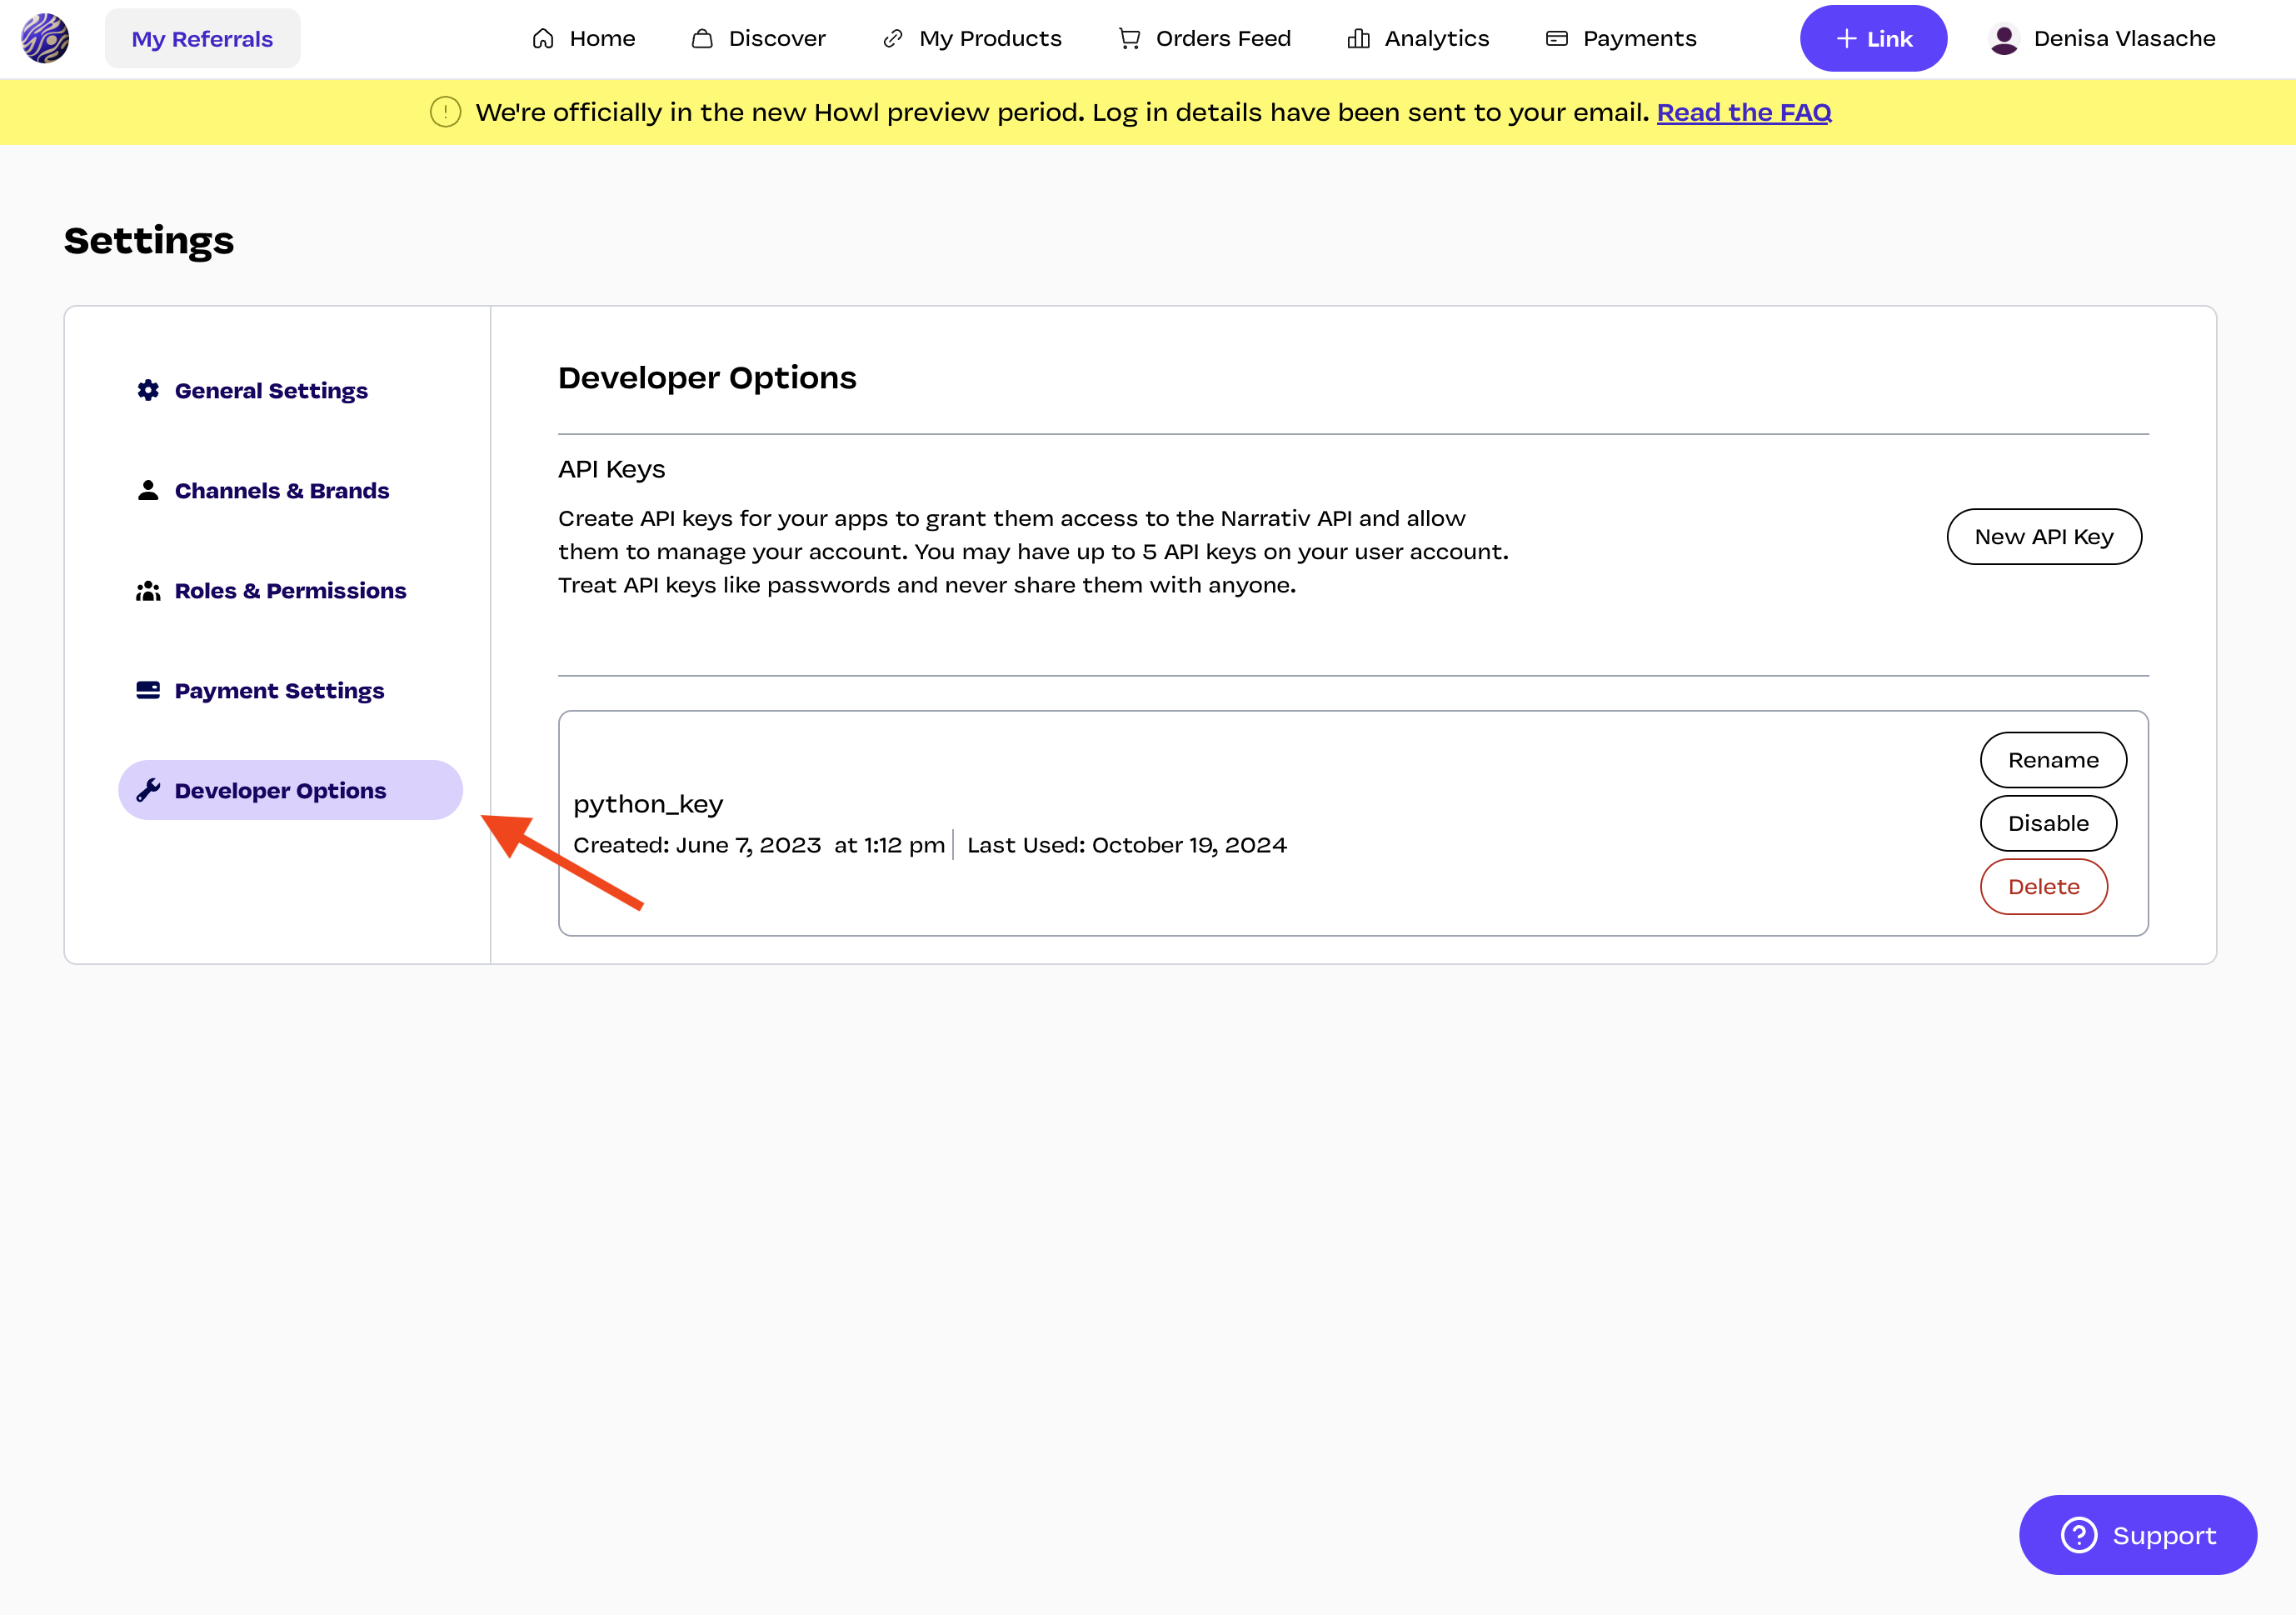 My Referrals
Home
Discover
My Products
Orders Feed
Analytics
Payments
Link
Denisa Vlasache
We're officially in the new Howl preview period. Log in details have been sent to your email. Read the FAQ
Settings
General Settings
Channels & Brands
Roles & Permissions
Payment Settings
Developer Options
Developer Options
API Keys
Create API keys for your apps to grant them access to the Narrativ API and allow
them to manage your account. You may have up to 5 API keys on your user account.
Treat API keys like passwords and never share them with anyone.
New API Key
python_key
Created: June 7, 2023 at 1:12 pm
Last Used: October 19, 2024
Rename
Disable
Delete
Support